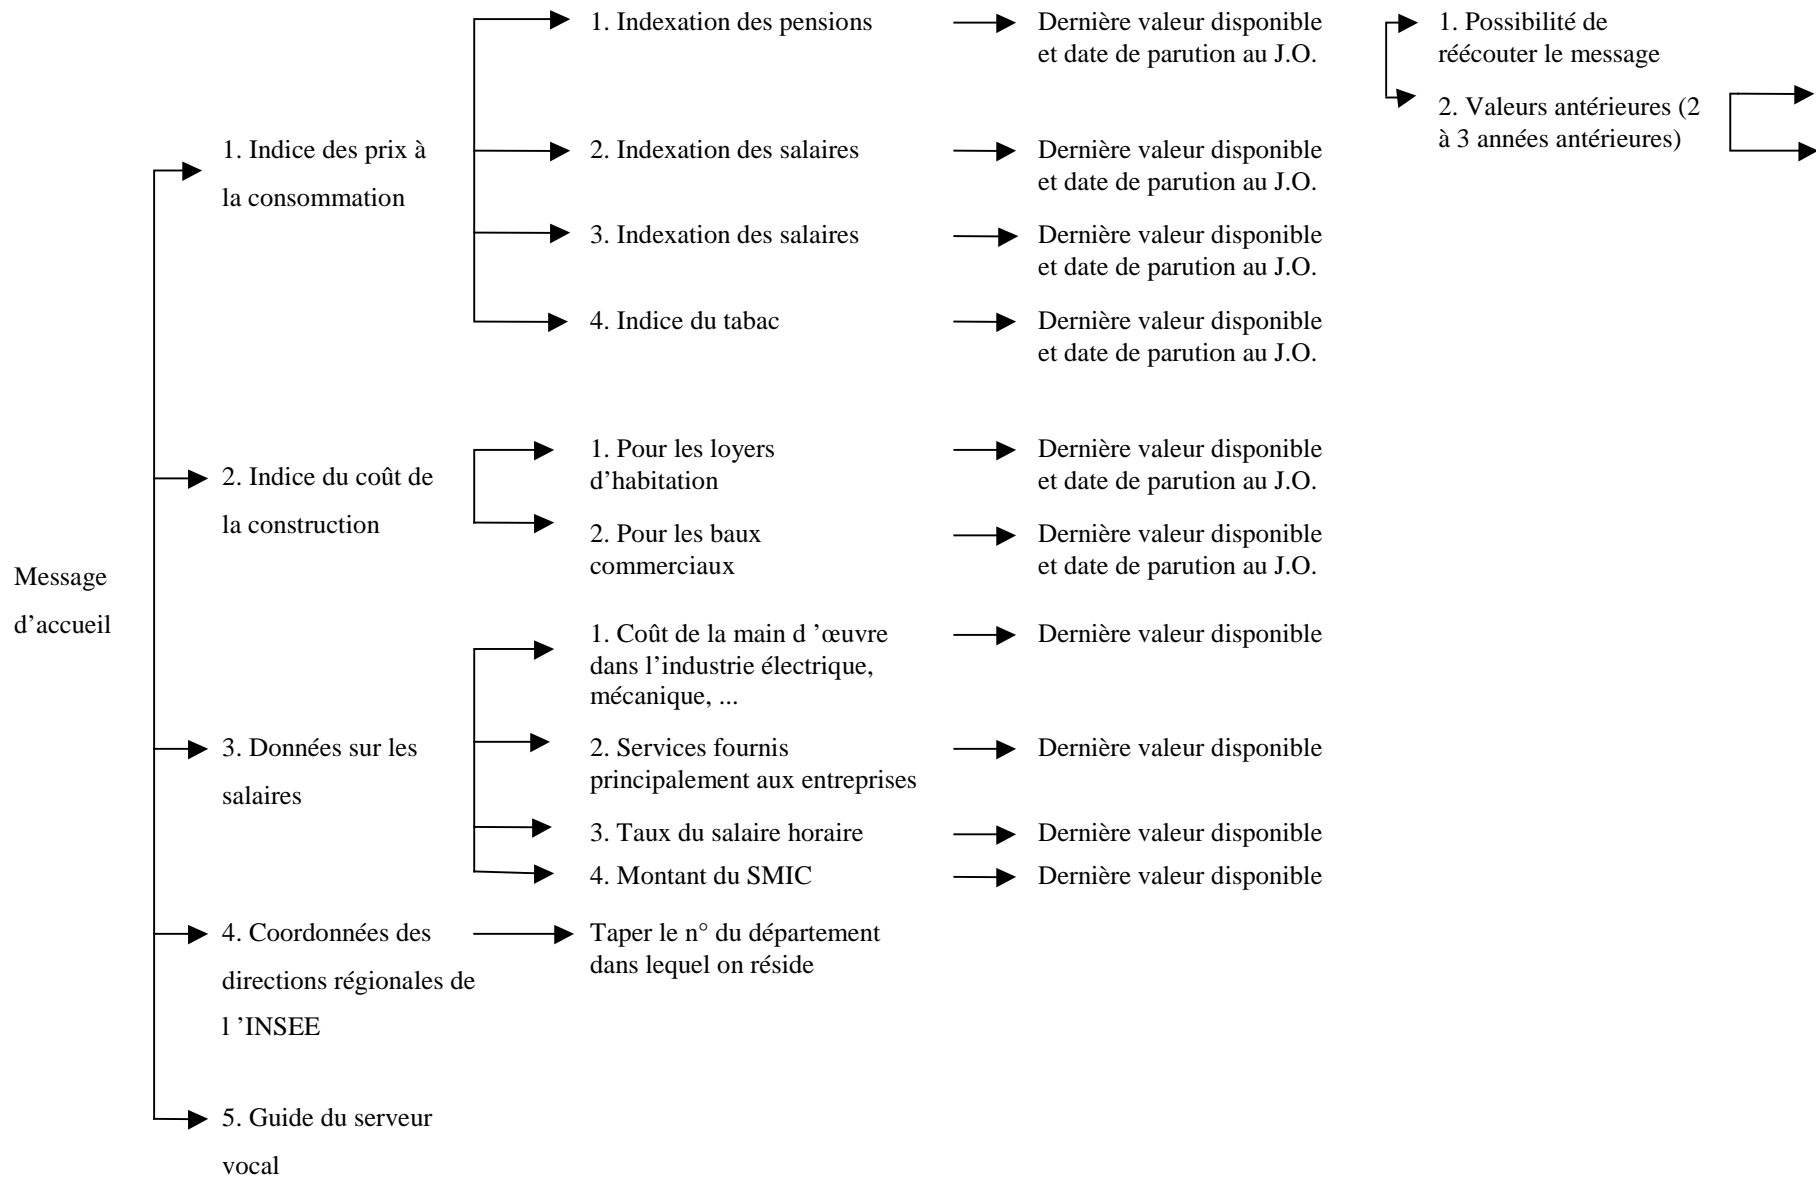 Message
d’accueil
1. Indice des prix à
la consommation
1. Indexation des pensions
Dernière valeur disponible
et date de parution au J.O.
1. Possibilité de
réécouter le message
2. Valeurs antérieures (2
à 3 années antérieures)
2. Indexation des salaires
Dernière valeur disponible
et date de parution au J.O.
3. Indexation des salaires
Dernière valeur disponible
et date de parution au J.O.
4. Indice du tabac
Dernière valeur disponible
et date de parution au J.O.
2. Indice du coût de
la construction
1. Pour les loyers
d’habitation
Dernière valeur disponible
et date de parution au J.O.
2. Pour les baux
commerciaux
Dernière valeur disponible
et date de parution au J.O.
3. Données sur les
salaires
1. Coût de la main d ’œuvre
dans l’industrie électrique,
mécanique, ...
Dernière valeur disponible
2. Services fournis
principalement aux entreprises
Dernière valeur disponible
3. Taux du salaire horaire
Dernière valeur disponible
4. Montant du SMIC
Dernière valeur disponible
4. Coordonnées des
directions régionales de
l ’INSEE
Taper le n° du département
dans lequel on réside
5. Guide du serveur
vocal